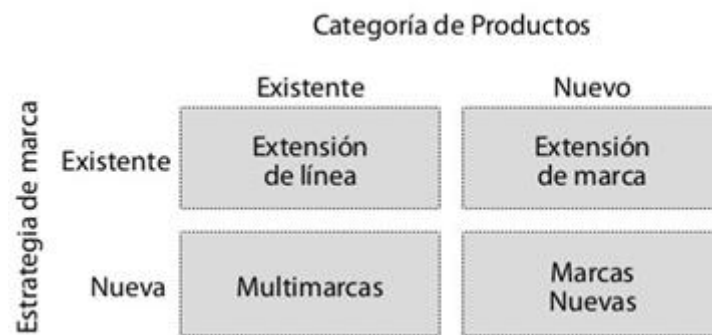 Categoría de Productos
Existente Nuevo
Estrategia de marca
Existente
Extensión
de línea
Extensión
de marca
Nueva
Multimarcas
Marcas
Nuevas